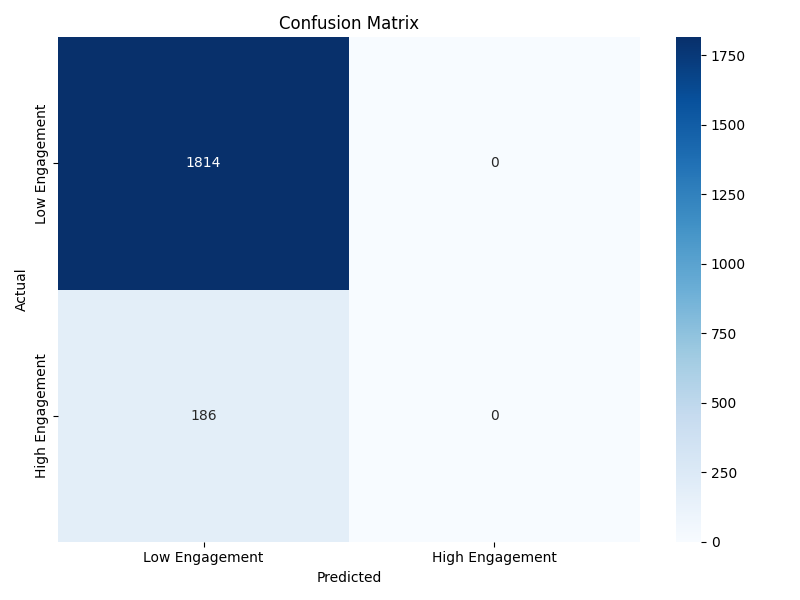 Confusion Matrix
Actual
Low Engagement
High Engagement
1814
0
186
0
Low Engagement
High Engagement
Predicted
1750
1500
1250
1000
750
500
250
0